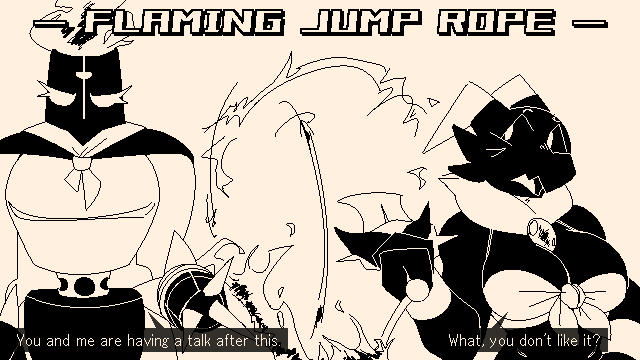 — FLAMING JUMP ROPE —
You and me are having a talk after this.
What, you don't like it?